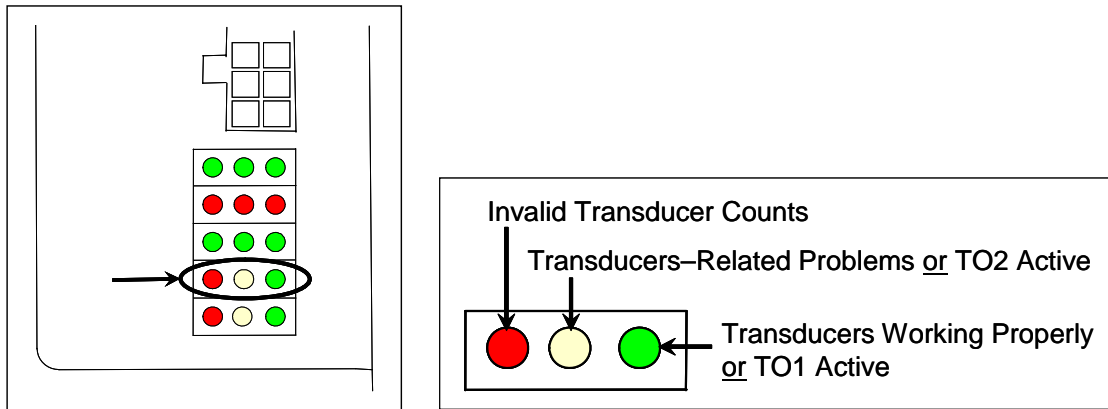 Invalid Transducer Counts
Transducers–Related Problems or TO2 Active
Transducers Working Properly
or TO1 Active